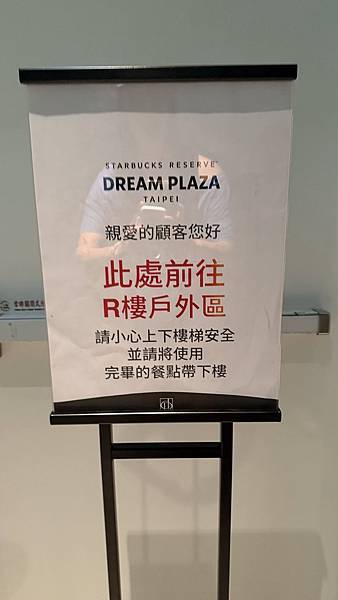 STARBUCKS RESERVE™
DREAM PLAZA
TAIPEI
親愛的顧客您好
此處前往
R樓戶外區
請小心上下樓梯安全
並請將使用
完畢的餐點帶下樓